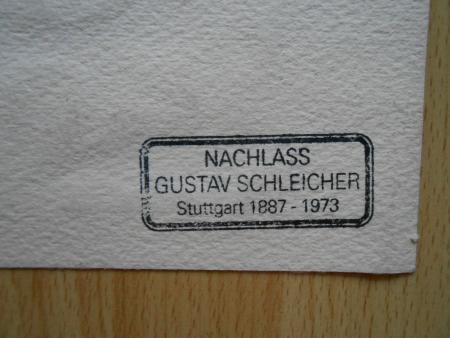 NACHLASS
GUSTAV SCHLEICHER
Stuttgart 1887 - 1973